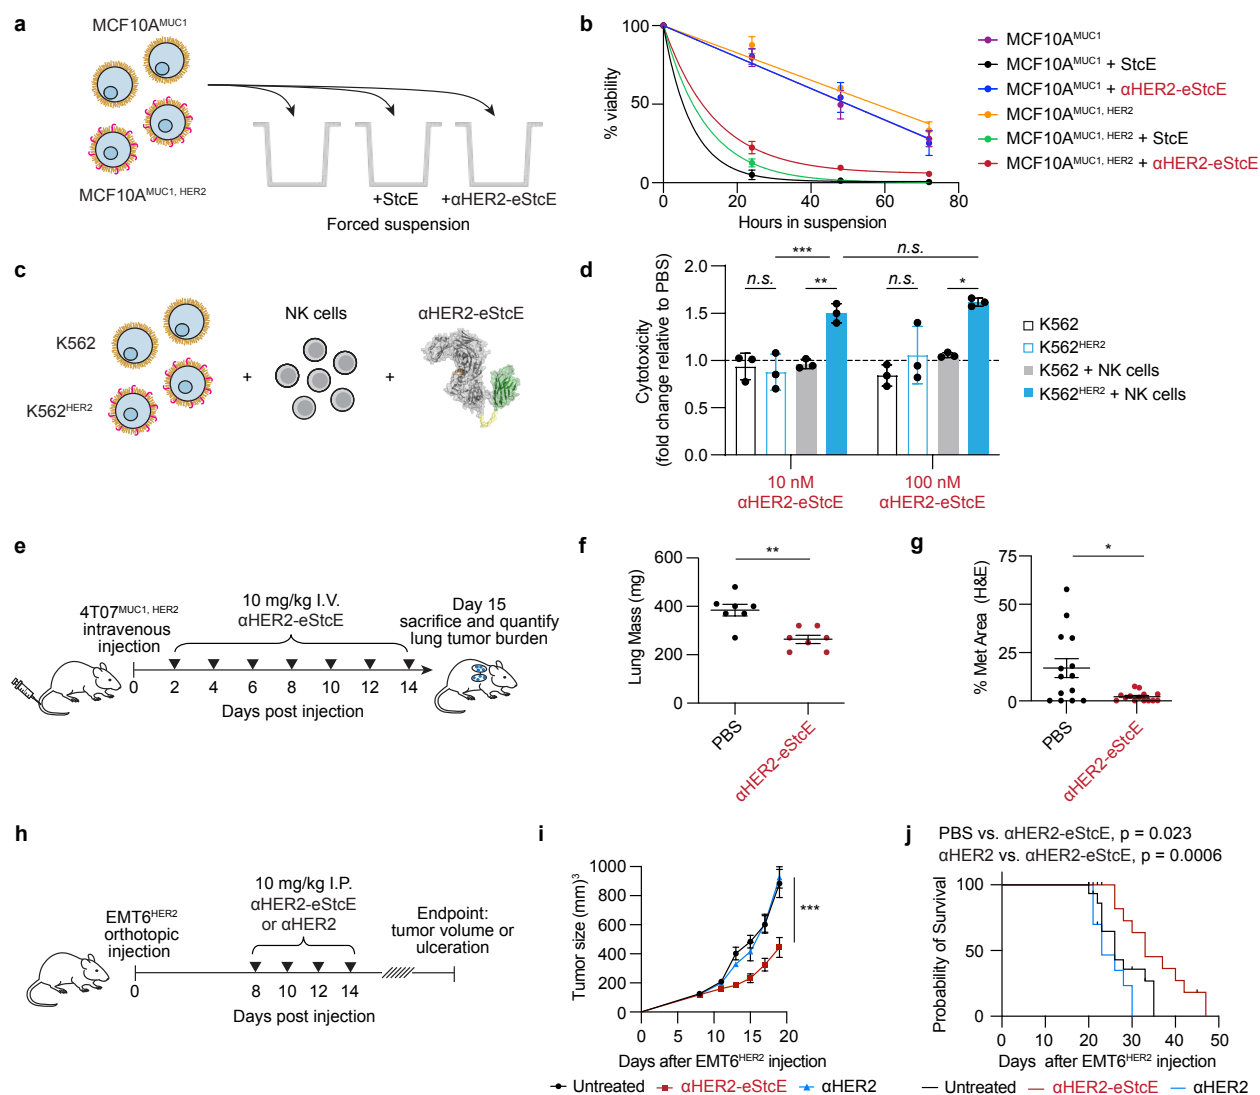 a
MCF10A^MUC1
MCF10A^MUC1, HER2
+StcE
+αHER2-eStcE
Forced suspension
b
% viability
100
50
0
0
20
40
60
80
Hours in suspension
MCF10A^MUC1
MCF10A^MUC1 + StcE
MCF10A^MUC1 + αHER2-eStcE
MCF10A^MUC1, HER2
MCF10A^MUC1, HER2 + StcE
MCF10A^MUC1, HER2 + αHER2-eStcE
c
K562
K562^HER2
+
NK cells
+
αHER2-eStcE
d
Cytotoxicity
(fold change relative to PBS)
2.0
1.5
1.0
0.5
0.0
n.s.
***
**
n.s.
n.s.
*
10 nM
αHER2-eStcE
100 nM
αHER2-eStcE
K562
K562^HER2
K562 + NK cells
K562^HER2 + NK cells
e
4T07^MUC1, HER2
intravenous
injection
10 mg/kg I.V.
αHER2-eStcE
Day 15
sacrifice and quantify
lung tumor burden
0
2
4
6
8
10
12
14
Days post injection
f
Lung Mass (mg)
600
400
200
0
**
PBS
αHER2-eStcE
g
% Met Area (H&E)
75
50
25
0
*
PBS
αHER2-eStcE
h
EMT6^HER2
orthotopic
injection
10 mg/kg I.P.
αHER2-eStcE
or αHER2
Endpoint:
tumor volume or
ulceration
0
8
10
12
14
Days post injection
i
Tumor size (mm)^3
1000
800
600
400
200
0
***
0
5
10
15
20
Days after EMT6^HER2 injection
Untreated
αHER2-eStcE
αHER2
j
PBS vs. αHER2-eStcE, p = 0.023
αHER2 vs. αHER2-eStcE, p = 0.0006
Probability of Survival
100
50
0
0
10
20
30
40
50
Days after EMT6^HER2 injection
Untreated
αHER2-eStcE
αHER2